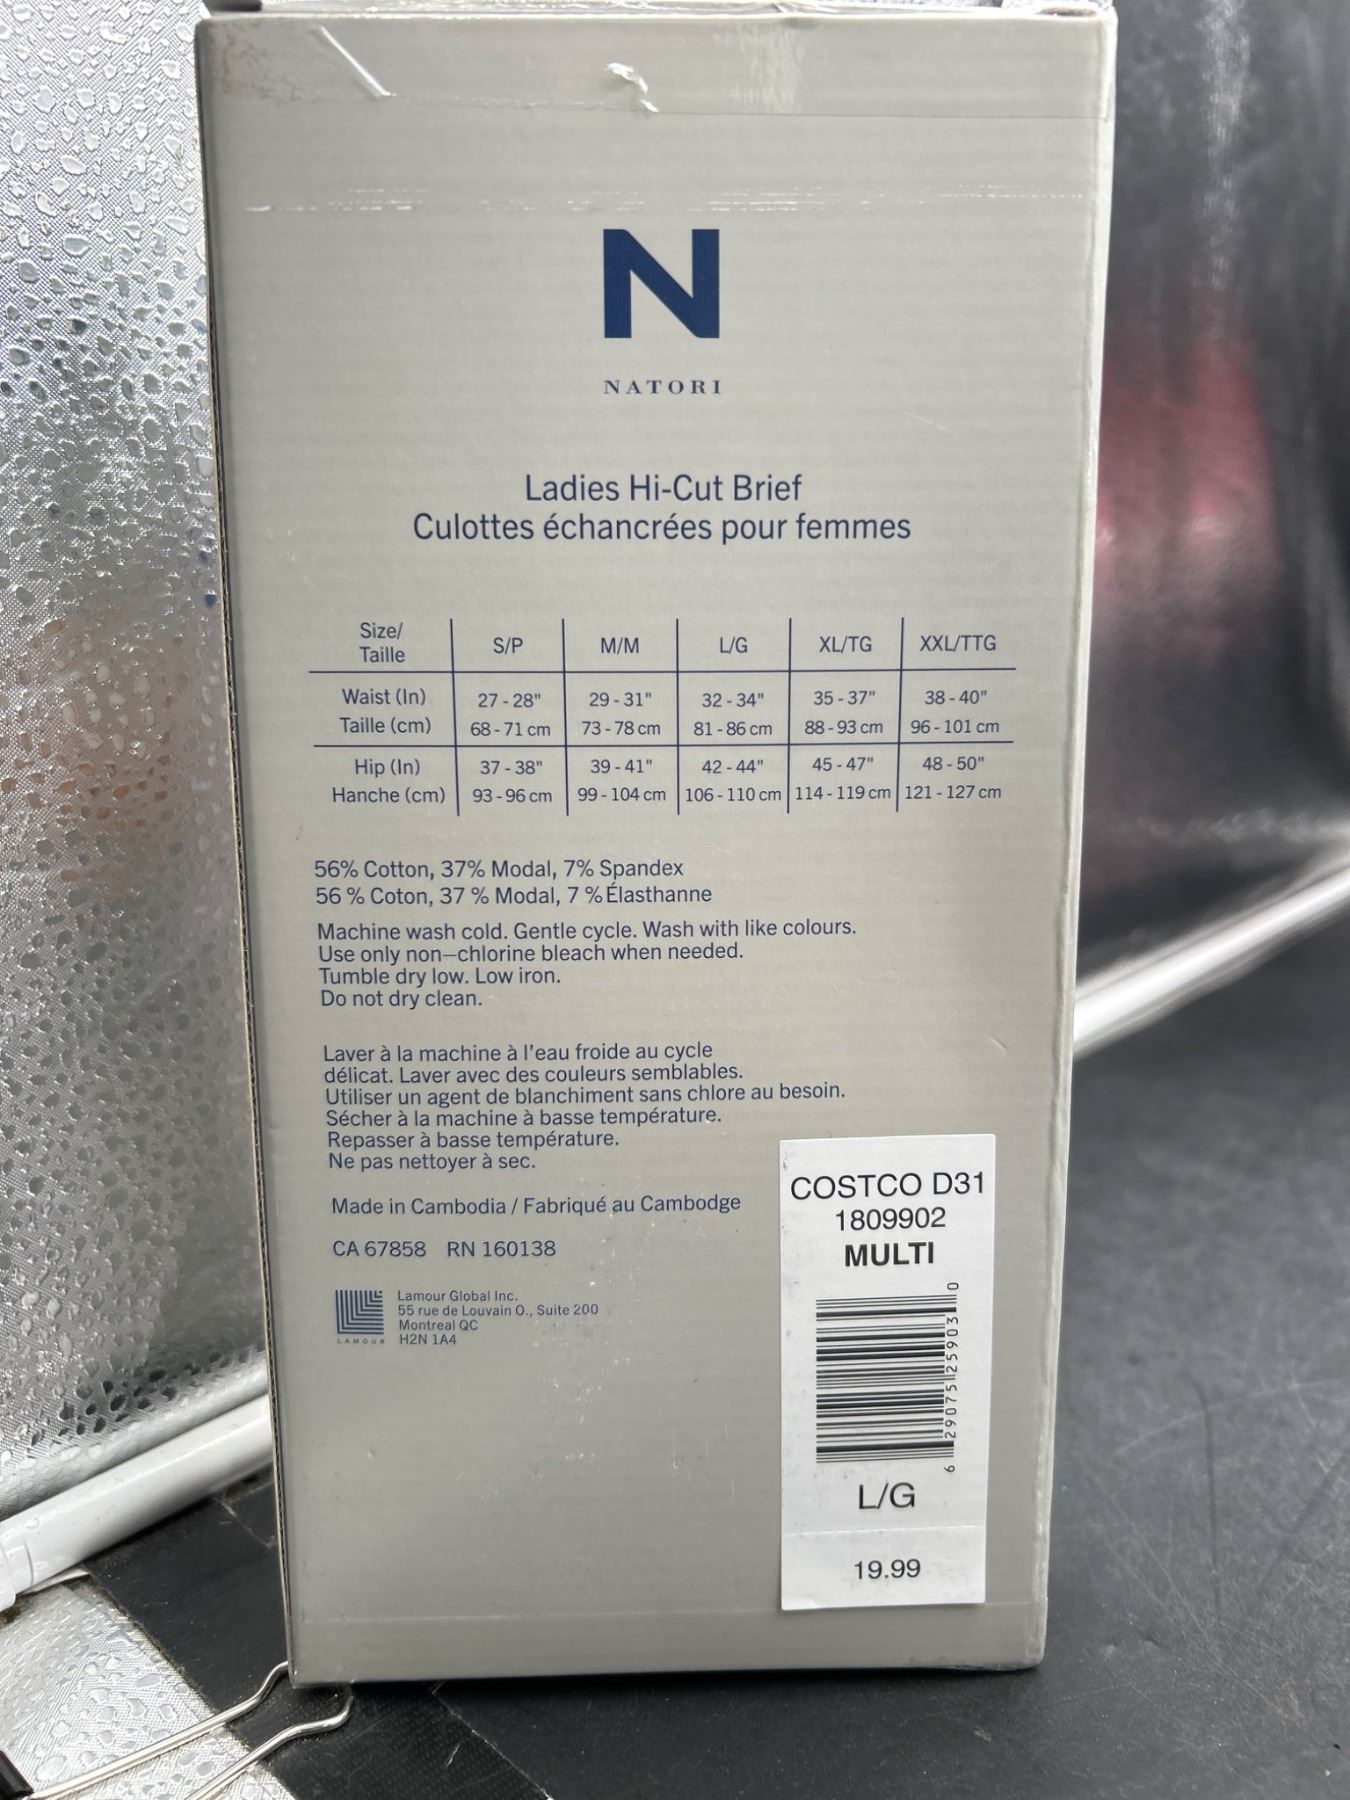 N
NATORI
Ladies Hi-Cut Brief
Culottes échancrées pour femmes
Size/ Taille S/P M/M L/G XL/TG XXL/TTG
Waist (In) 27 - 28" 29 - 31" 32 - 34" 35 - 37" 38 - 40"
Taille (cm) 68 - 71 cm 73 - 78 cm 81 - 86 cm 88 - 93 cm 96 - 101 cm
Hip (In) 37 - 38" 39 - 41" 42 - 44" 45 - 47" 48 - 50"
Hanche (cm) 93 - 96 cm 99 - 104 cm 106 - 110 cm 114 - 119 cm 121 - 127 cm
56% Cotton, 37% Modal, 7% Spandex
56 % Coton, 37 % Modal, 7 % Élasthanne
Machine wash cold. Gentle cycle. Wash with like colours.
Use only non–chlorine bleach when needed.
Tumble dry low. Low iron.
Do not dry clean.
Laver à la machine à l'eau froide au cycle
délicat. Laver avec des couleurs semblables.
Utiliser un agent de blanchiment sans chlore au besoin.
Sécher à la machine à basse température.
Repasser à basse température.
Ne pas nettoyer à sec.
Made in Cambodia / Fabriqué au Cambodge
CA 67858 RN 160138
LAMOUR
Lamour Global Inc.
55 rue de Louvain O., Suite 200
Montreal QC
H2N 1A4
COSTCO D31
1809902
MULTI
6 29075 25903 0
L/G
19.99